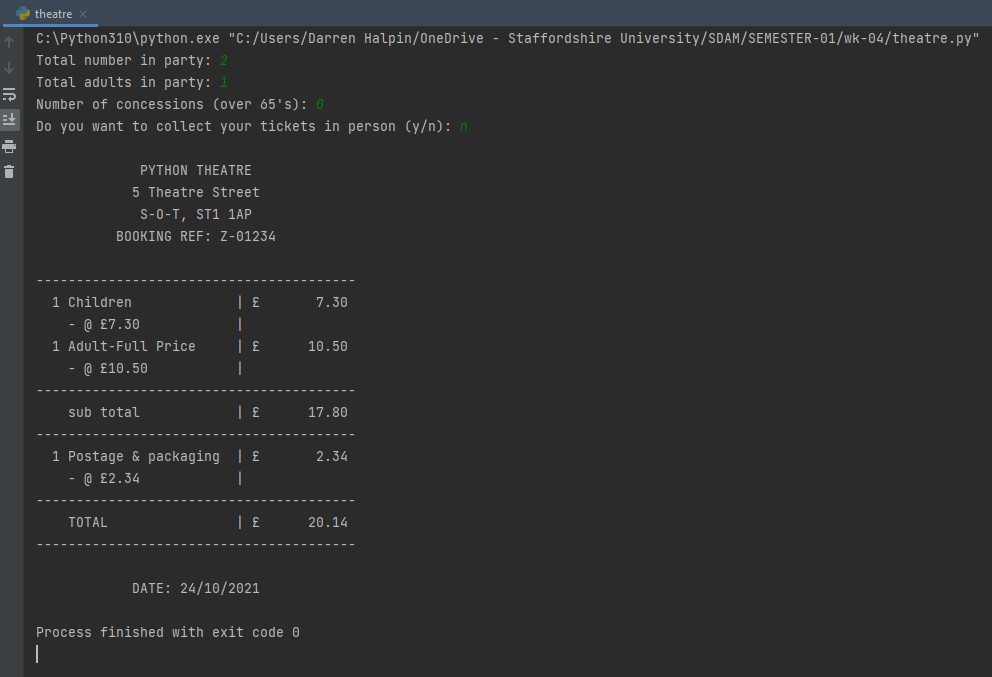 theatre
C:\Python310\python.exe "C:/Users/Darren Halpin/OneDrive - Staffordshire University/SDAM/SEMESTER-01/wk-04/theatre.py"
Total number in party: 2
Total adults in party: 1
Number of concessions (over 65's): 0
Do you want to collect your tickets in person (y/n): n
PYTHON THEATRE
5 Theatre Street
S-O-T, ST1 1AP
BOOKING REF: Z-01234
----------------------------------------
1 Children | £ 7.30
- @ £7.30 |
1 Adult-Full Price | £ 10.50
- @ £10.50 |
----------------------------------------
sub total | £ 17.80
----------------------------------------
1 Postage & packaging | £ 2.34
- @ £2.34 |
----------------------------------------
TOTAL | £ 20.14
----------------------------------------
DATE: 24/10/2021
Process finished with exit code 0